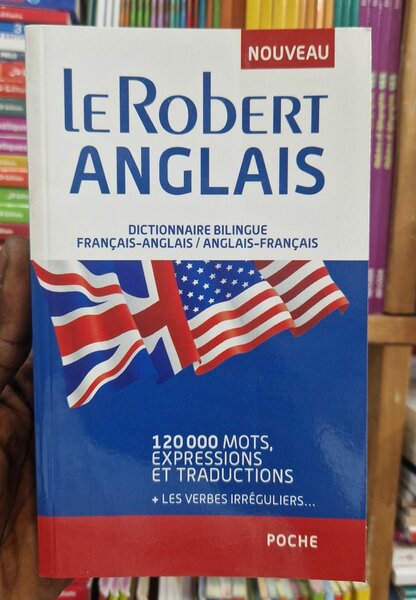 NOUVEAU
LE ROBERT
ANGLAIS
DICTIONNAIRE BILINGUE
FRANÇAIS-ANGLAIS / ANGLAIS-FRANÇAIS
120 000 MOTS,
EXPRESSIONS
ET TRADUCTIONS
+ LES VERBES IRRÉGULIERS...
POCHE